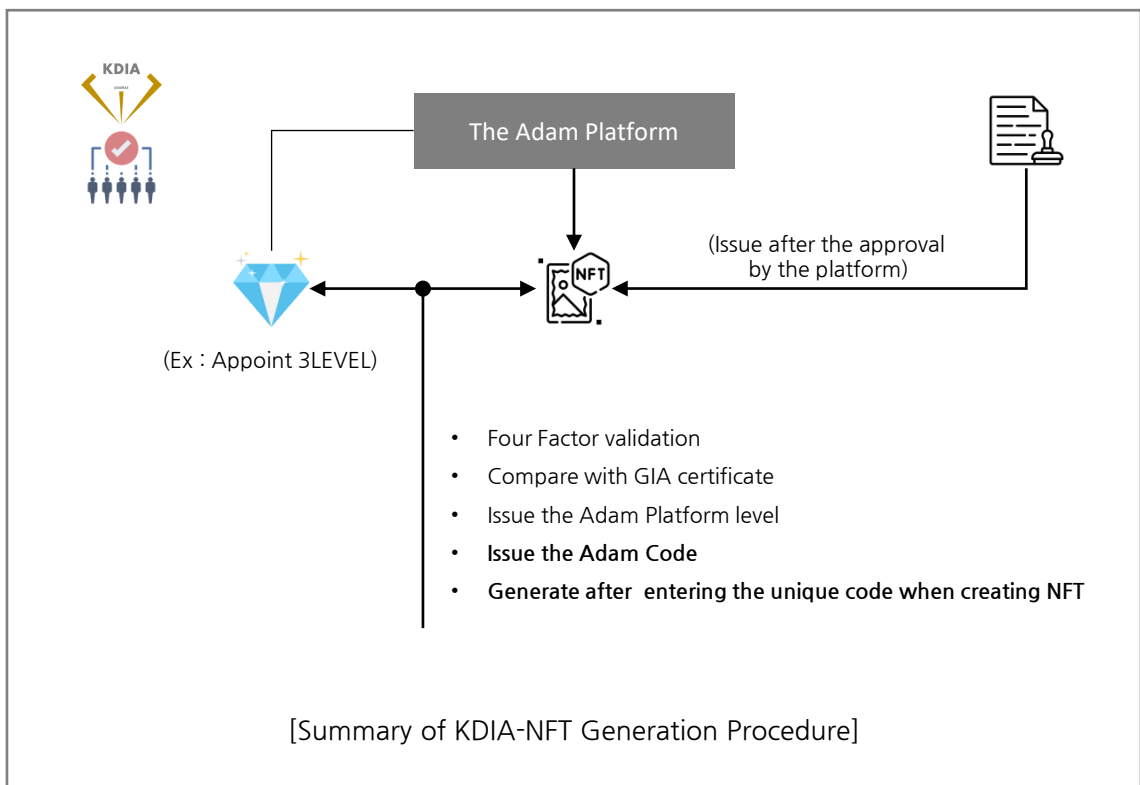 KDIA
The Adam Platform
NFT
(Issue after the approval
by the platform)
(Ex : Appoint 3LEVEL)
• Four Factor validation
• Compare with GIA certificate
• Issue the Adam Platform level
• Issue the Adam Code
• Generate after  entering the unique code when creating NFT
[Summary of KDIA-NFT Generation Procedure]